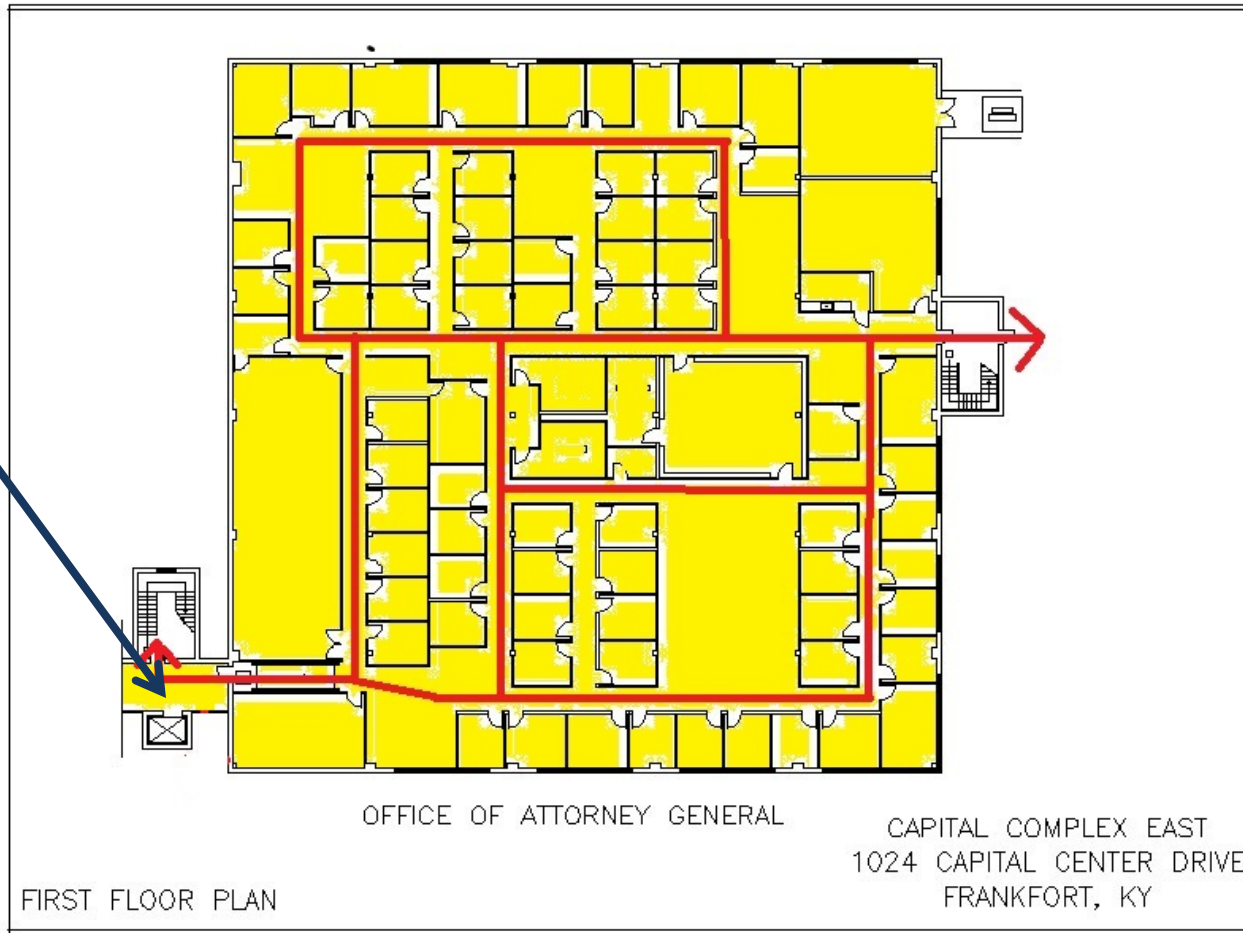 OFFICE OF ATTORNEY GENERAL
CAPITAL COMPLEX EAST
1024 CAPITAL CENTER DRIVE
FRANKFORT, KY
FIRST FLOOR PLAN